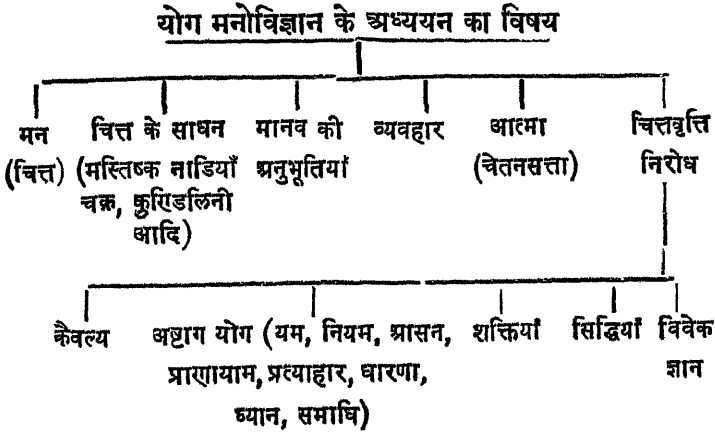 योग मनोविज्ञान के अध्ययन का विषय
मन चित्त के साधन मानव की व्यवहार आत्मा चित्तवृत्ति
(चित्त) (मस्तिष्क नाडियाँ अनुभूतियां (चेतनसत्ता) निरोध
चक्र, कुण्डिलिनी
आदि)
कैवल्य अष्टाग योग (यम, नियम, आसन, शक्तियां सिद्धियां विवेक
प्राणायाम, प्रत्याहार, धारणा, ज्ञान
ध्यान, समाधि)